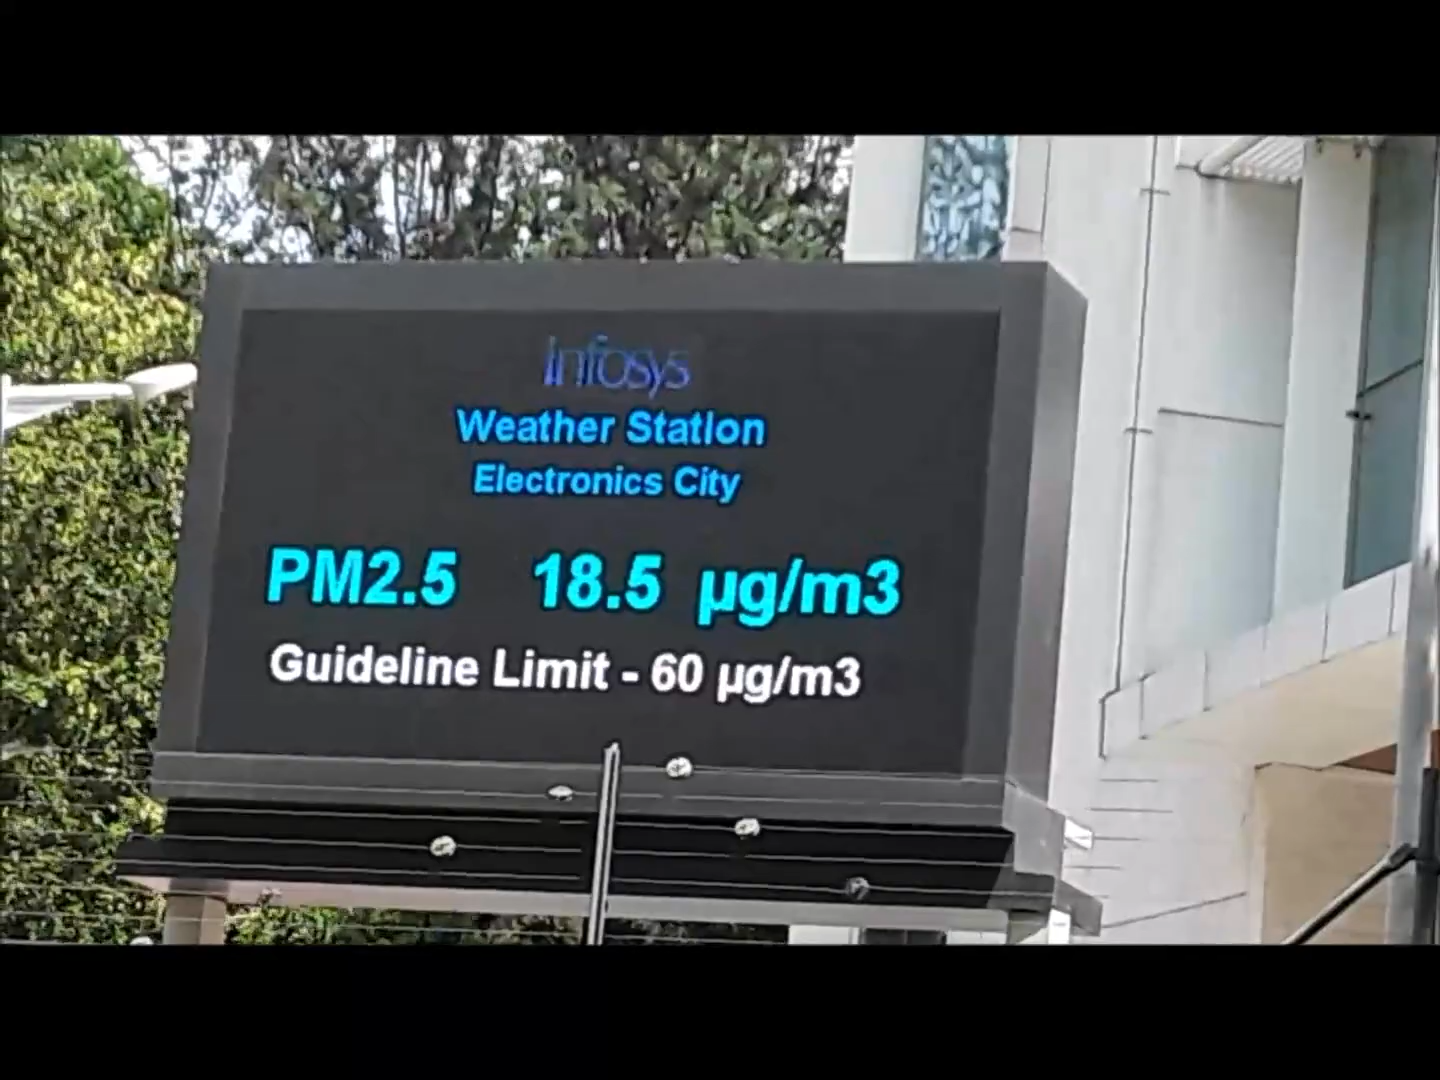 Infosys
Weather Station
Electronics City
PM2.5 18.5 µg/m3
Guideline Limit - 60 µg/m3